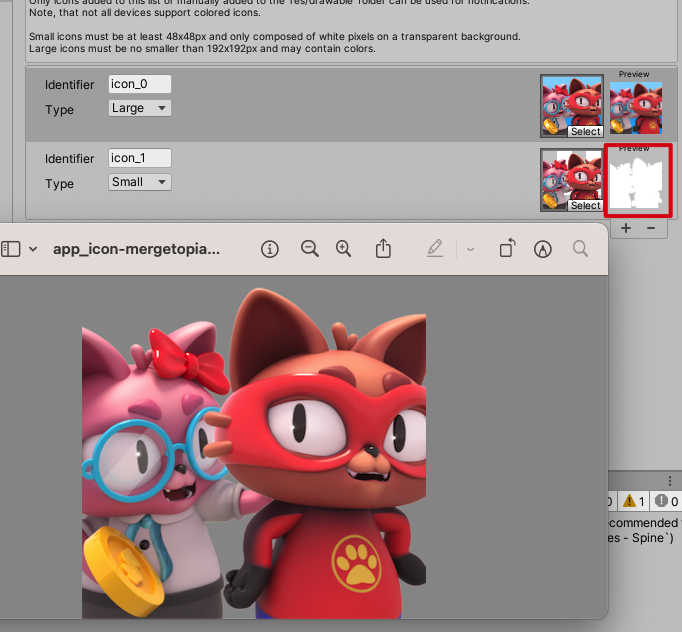 Only icons added to this list or manually added to the 'res/drawable' folder can be used for notifications.
Note, that not all devices support colored icons.
Small icons must be at least 48x48px and only composed of white pixels on a transparent background.
Large icons must be no smaller than 192x192px and may contain colors.
Identifier icon_0
Preview
Type Large
Select
Identifier icon_1
Preview
Type Small
Select
+ −
app_icon-mergetopia...
0 1 0
ecommended
es - Spine`)